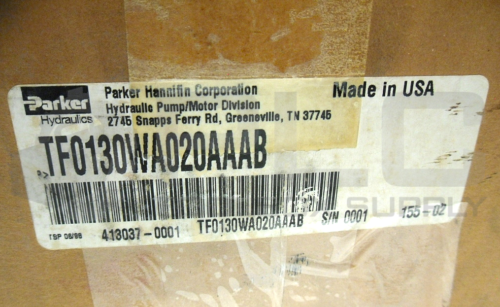 Parker Hannifin Corporation
Made in USA
Parker
Hydraulics
Hydraulic Pump/Motor Division
2745 Snapps Ferry Rd, Greeneville, TN 37745
TF0130WA020AAAB
TSP 06/98
413037-0001
TF0130WA020AAAB
S/N 0001
155-02
SUPPLY